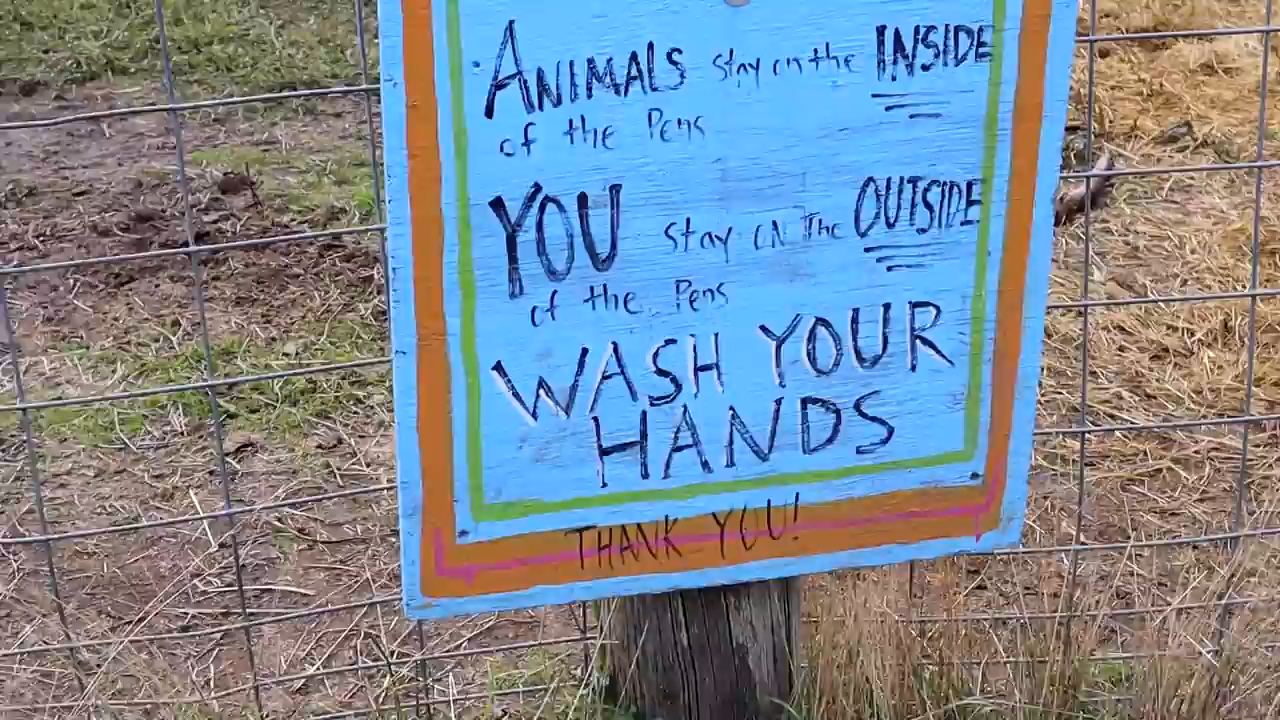 ANIMALS stay on the INSIDE
of the Pens
YOU stay ON The OUTSIDE
of the Pens
WASH YOUR
HANDS
THANK YOU!